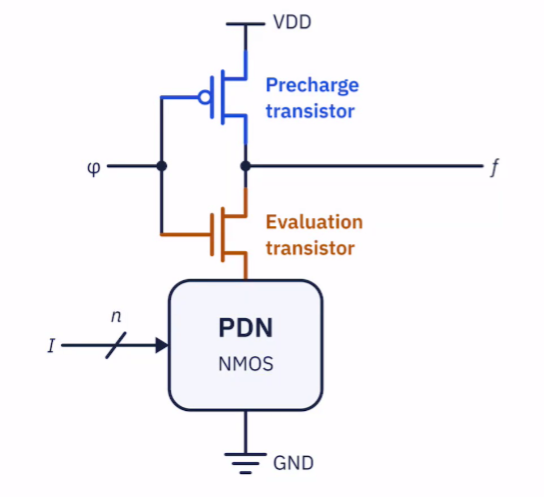 VDD
Precharge
transistor
φ
f
Evaluation
transistor
n
I
PDN
NMOS
GND